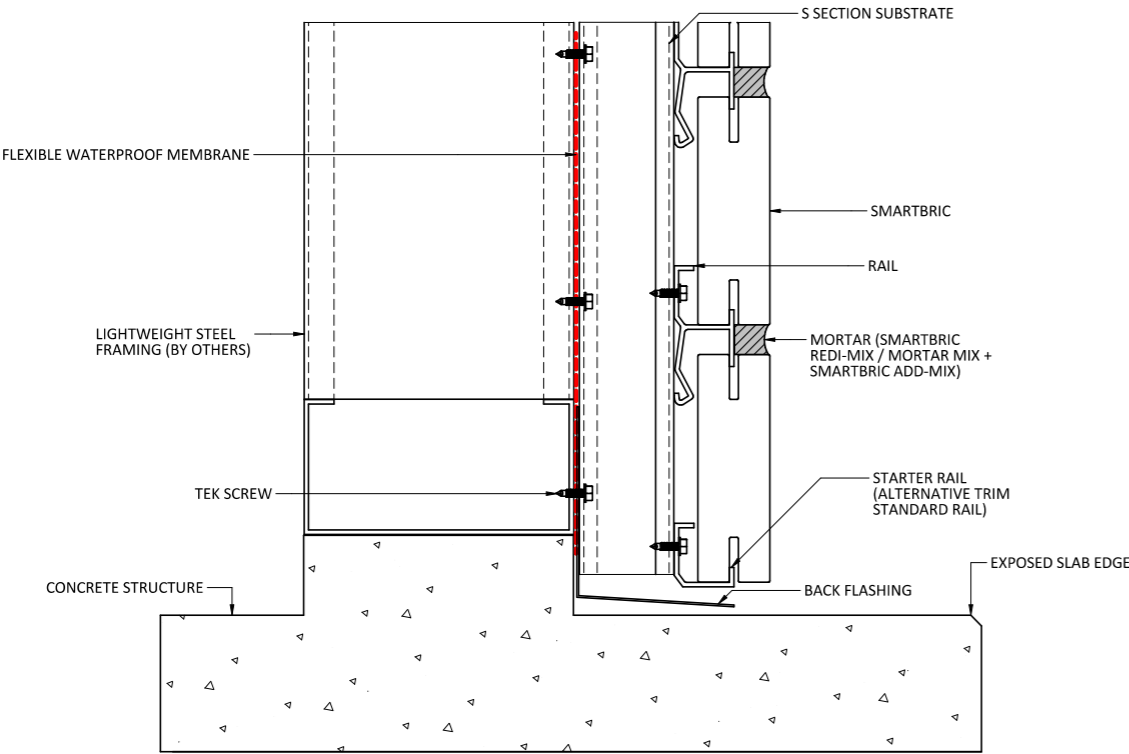 S SECTION SUBSTRATE
FLEXIBLE WATERPROOF MEMBRANE
SMARTBRIC
RAIL
LIGHTWEIGHT STEEL
FRAMING (BY OTHERS)
MORTAR (SMARTBRIC
REDI-MIX / MORTAR MIX +
SMARTBRIC ADD-MIX)
TEK SCREW
STARTER RAIL
(ALTERNATIVE TRIM
STANDARD RAIL)
EXPOSED SLAB EDGE
CONCRETE STRUCTURE
BACK FLASHING